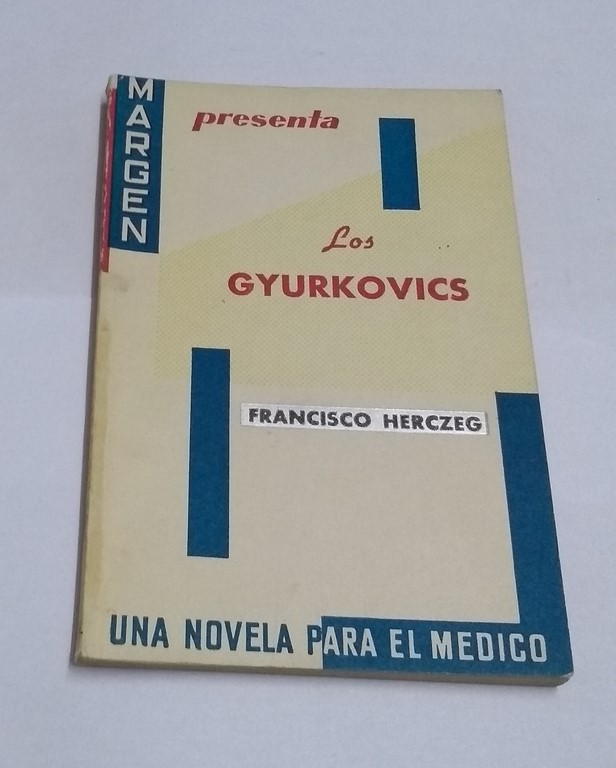 MARGEN
presenta
Los
GYURKOVICS
FRANCISCO HERCZEG
UNA NOVELA PARA EL MEDICO